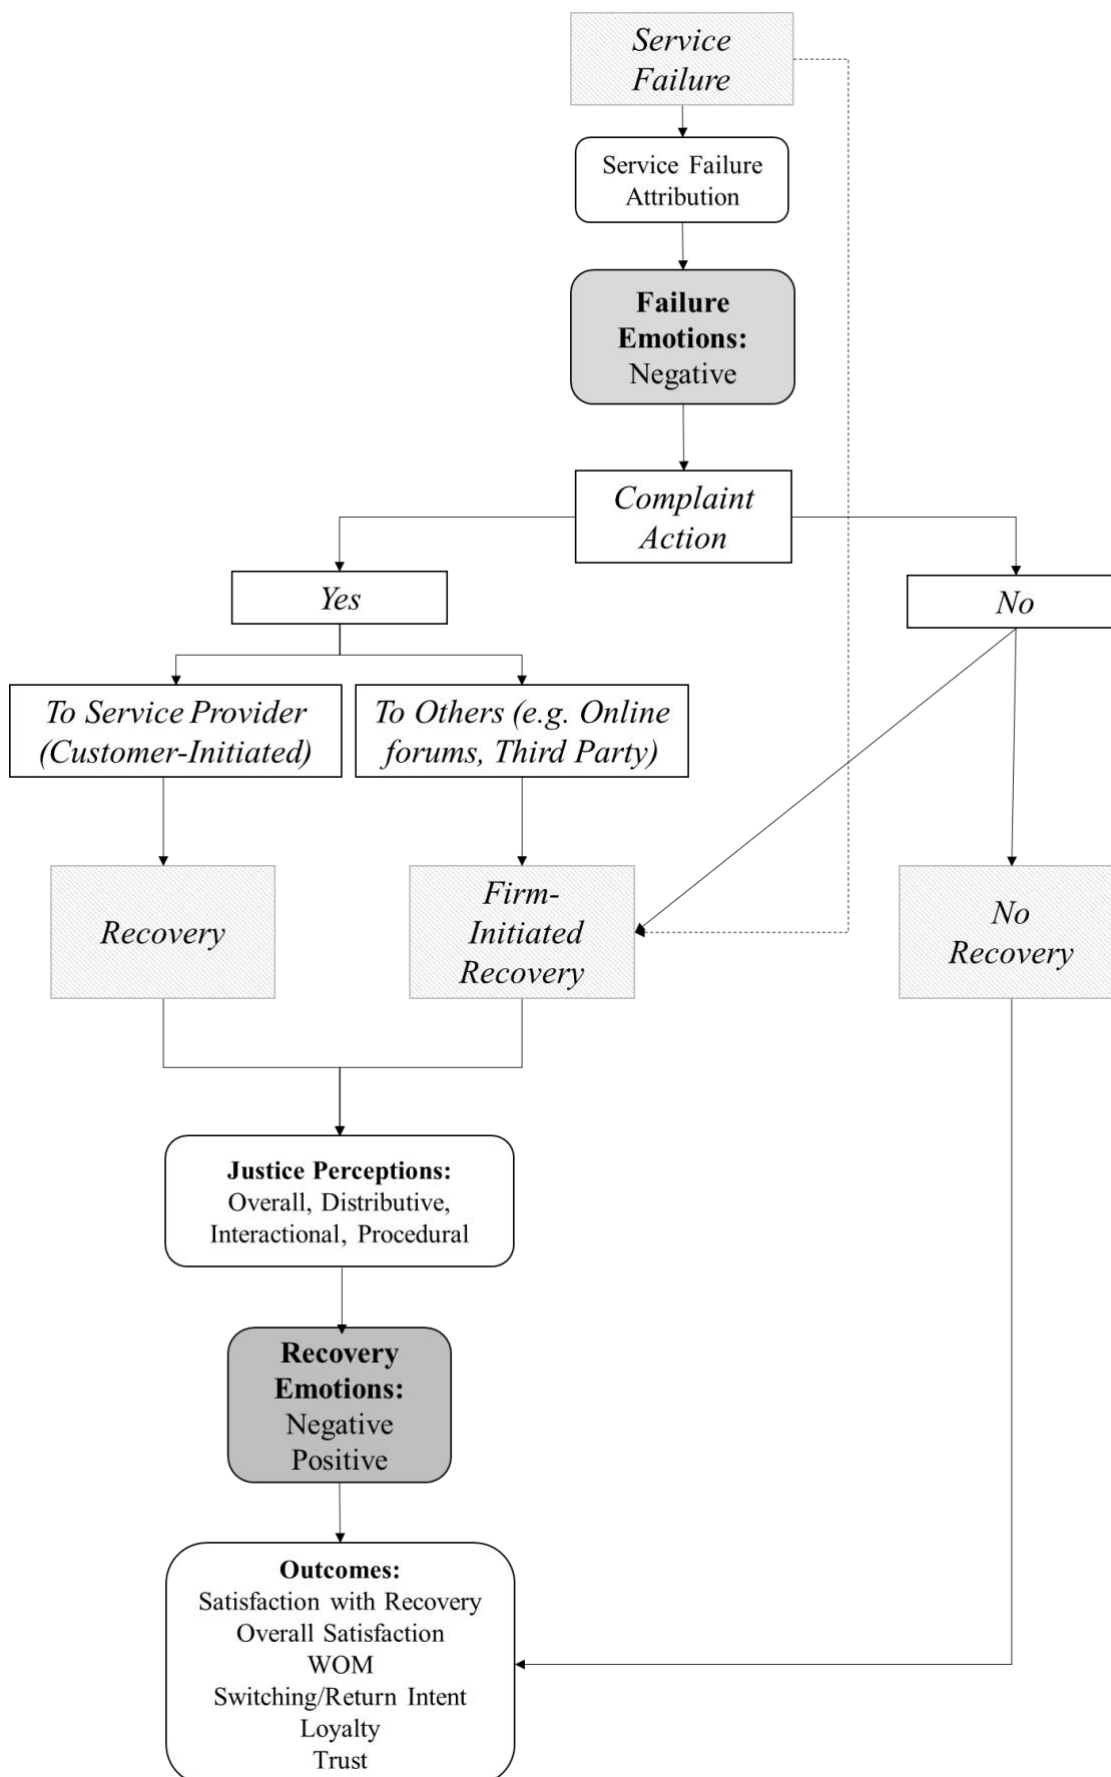 Service
Failure
Service Failure
Attribution
Failure
Emotions:
Negative
Complaint
Action
Yes
No
To Service Provider
(Customer-Initiated)
To Others (e.g. Online
forums, Third Party)
Recovery
Firm-
Initiated
Recovery
No
Recovery
Justice Perceptions:
Overall, Distributive,
Interactional, Procedural
Recovery
Emotions:
Negative
Positive
Outcomes:
Satisfaction with Recovery
Overall Satisfaction
WOM
Switching/Return Intent
Loyalty
Trust